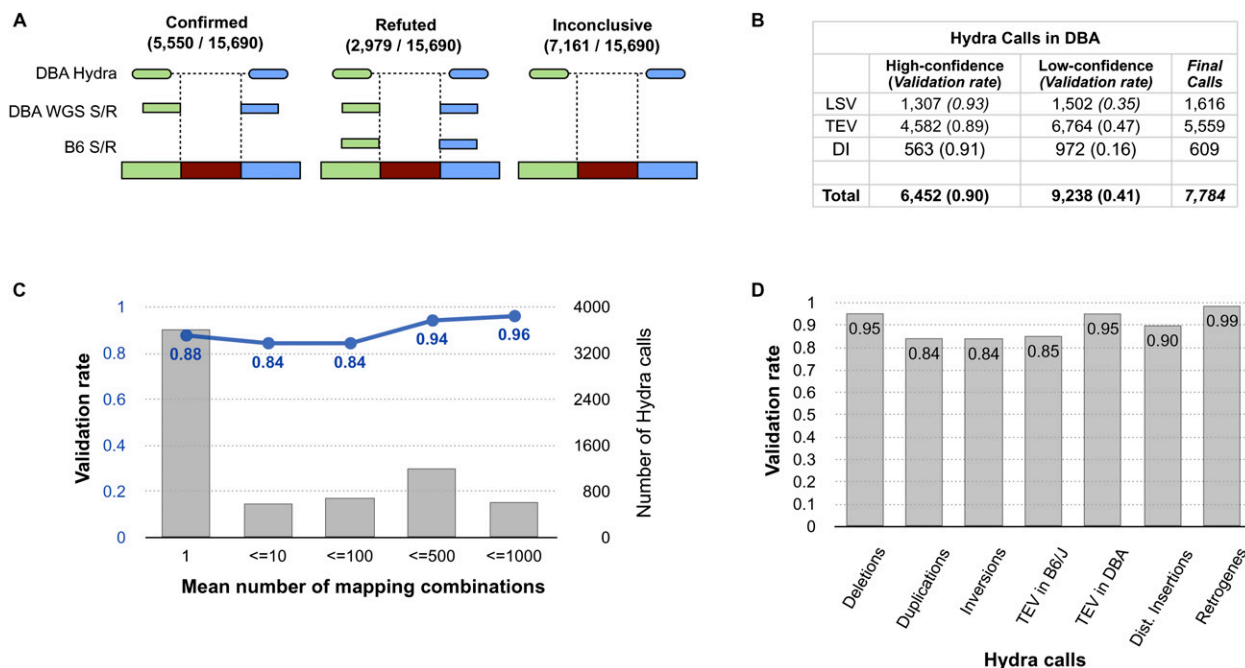 A
Confirmed
(5,550 / 15,690)
Refuted
(2,979 / 15,690)
Inconclusive
(7,161 / 15,690)
DBA Hydra
DBA WGS S/R
B6 S/R
B
Hydra Calls in DBA
High-confidence (Validation rate)
Low-confidence (Validation rate)
Final Calls
LSV 1,307 (0.93) 1,502 (0.35) 1,616
TEV 4,582 (0.89) 6,764 (0.47) 5,559
DI 563 (0.91) 972 (0.16) 609
Total 6,452 (0.90) 9,238 (0.41) 7,784
C
Validation rate
1
0.8
0.6
0.4
0.2
0
0.88
0.84
0.84
0.94
0.96
4000
3200
2400
1600
800
0
Number of Hydra calls
1 <=10 <=100 <=500 <=1000
Mean number of mapping combinations
D
Validation rate
1
0.9
0.8
0.7
0.6
0.5
0.4
0.3
0.2
0.1
0
0.95
0.84
0.84
0.85
0.95
0.90
0.99
Deletions
Duplications
Inversions
TEV in B6/J
TEV in DBA
Dist. Insertions
Retrogenes
Hydra calls